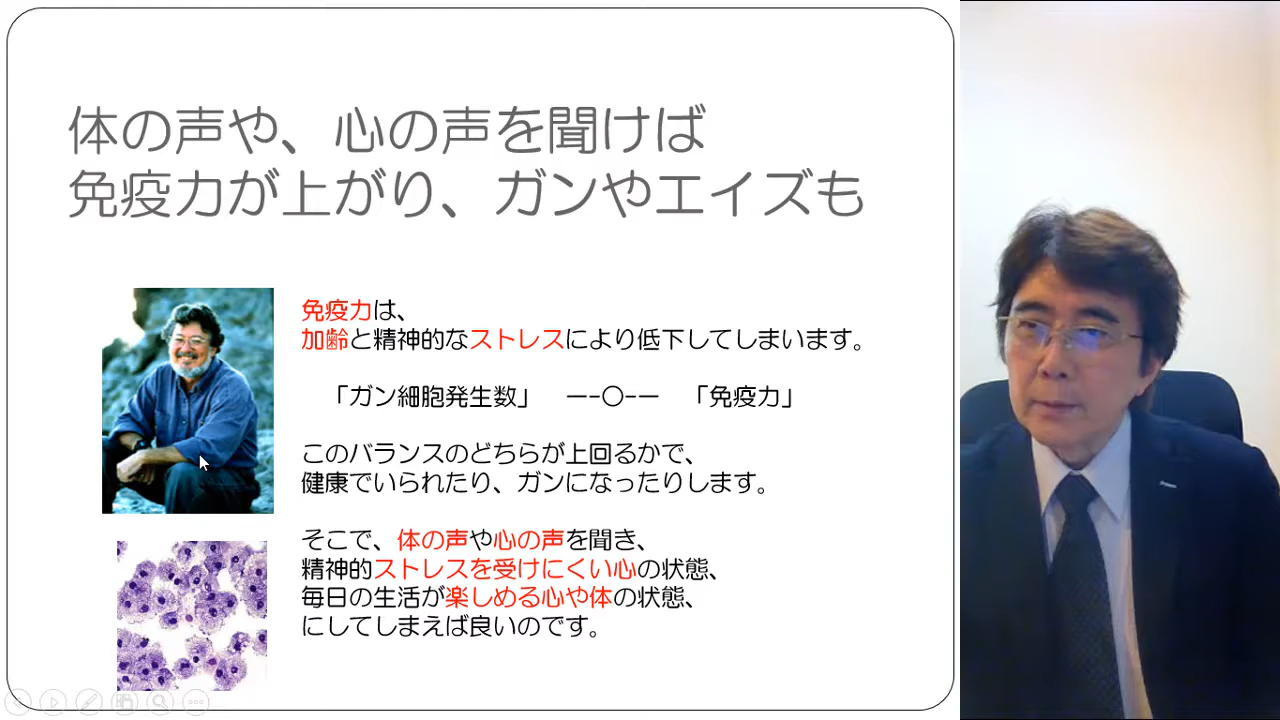 体の声や、心の声を聞けば
免疫力が上がり、ガンやエイズも
免疫力は、
加齢と精神的なストレスにより低下してしまいます。
「ガン細胞発生数」 ー-〇-ー 「免疫力」
このバランスのどちらが上回るかで、
健康でいられたり、ガンになったりします。
そこで、体の声や心の声を聞き、
精神的ストレスを受けにくい心の状態、
毎日の生活が楽しめる心や体の状態、
にしてしまえば良いのです。